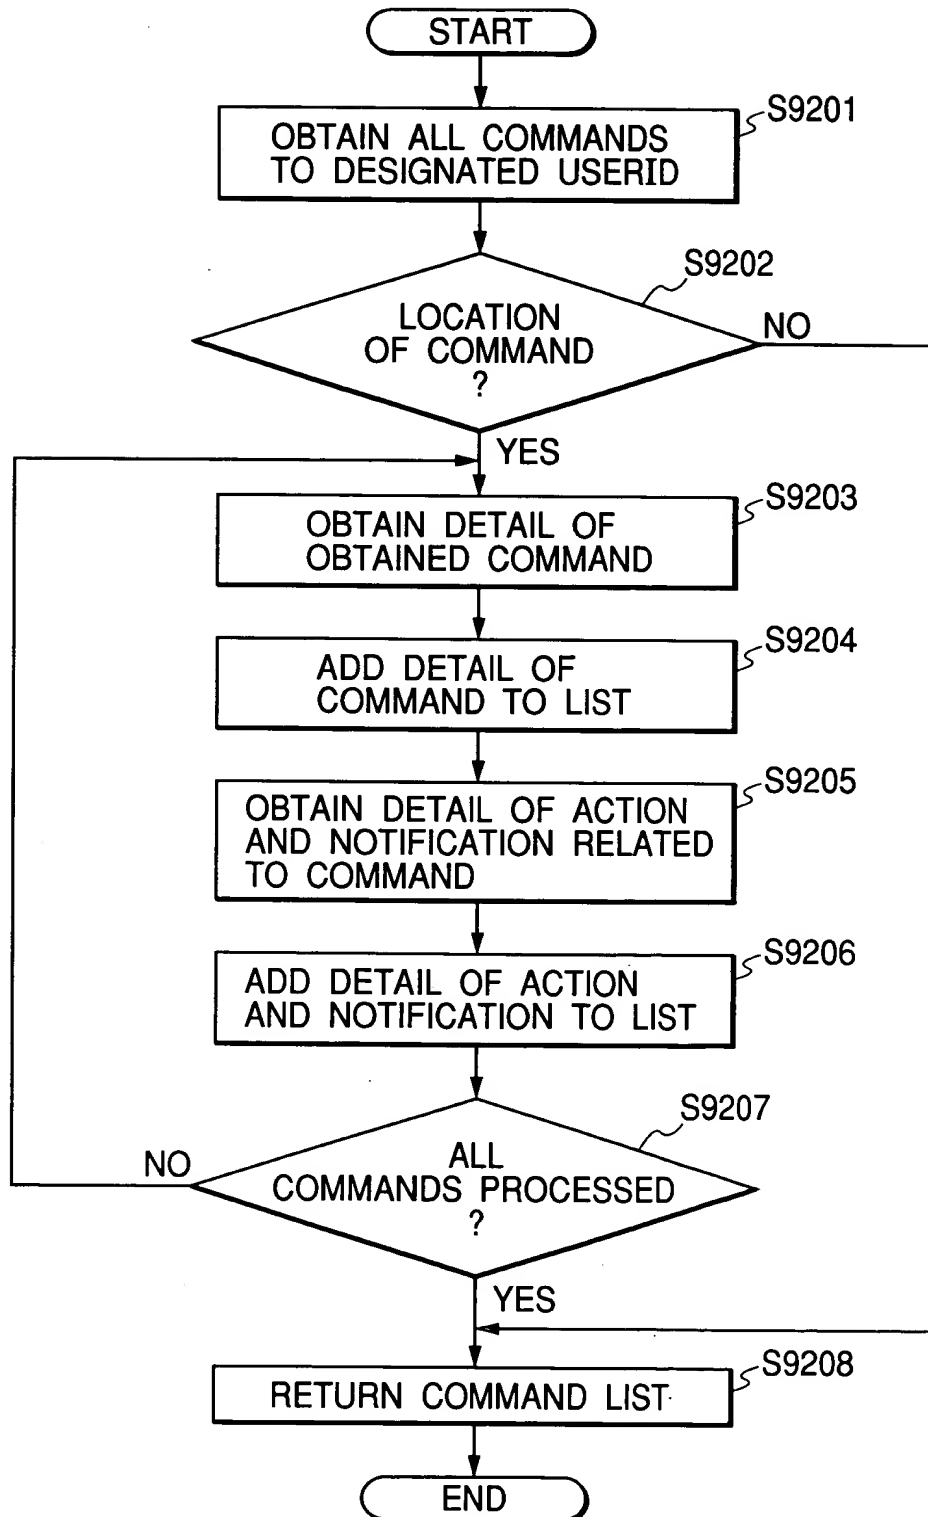 START
S9201
OBTAIN ALL COMMANDS
TO DESIGNATED USERID
S9202
LOCATION
OF COMMAND
?
NO
YES
S9203
OBTAIN DETAIL OF
OBTAINED COMMAND
S9204
ADD DETAIL OF
COMMAND TO LIST
S9205
OBTAIN DETAIL OF ACTION
AND NOTIFICATION RELATED
TO COMMAND
S9206
ADD DETAIL OF ACTION
AND NOTIFICATION TO LIST
S9207
ALL
COMMANDS PROCESSED
?
NO
YES
S9208
RETURN COMMAND LIST
END